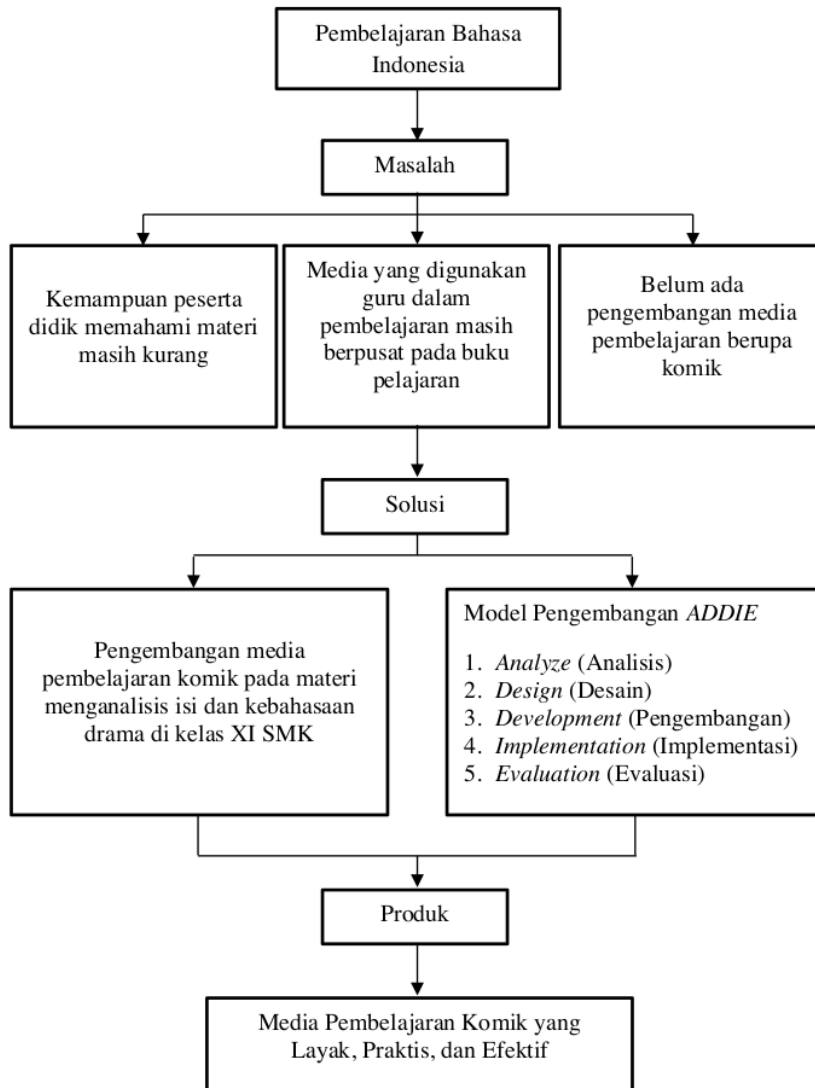 Pembelajaran Bahasa
Indonesia
Masalah
Kemampuan peserta
didik memahami materi
masih kurang
Media yang digunakan
guru dalam
pembelajaran masih
berpusat pada buku
pelajaran
Belum ada
pengembangan media
pembelajaran berupa
komik
Solusi
Pengembangan media
pembelajaran komik pada materi
menganalisis isi dan kebahasaan
drama di kelas XI SMK
Model Pengembangan ADDIE
1. Analyze (Analisis)
2. Design (Desain)
3. Development (Pengembangan)
4. Implementation (Implementasi)
5. Evaluation (Evaluasi)
Produk
Media Pembelajaran Komik yang
Layak, Praktis, dan Efektif